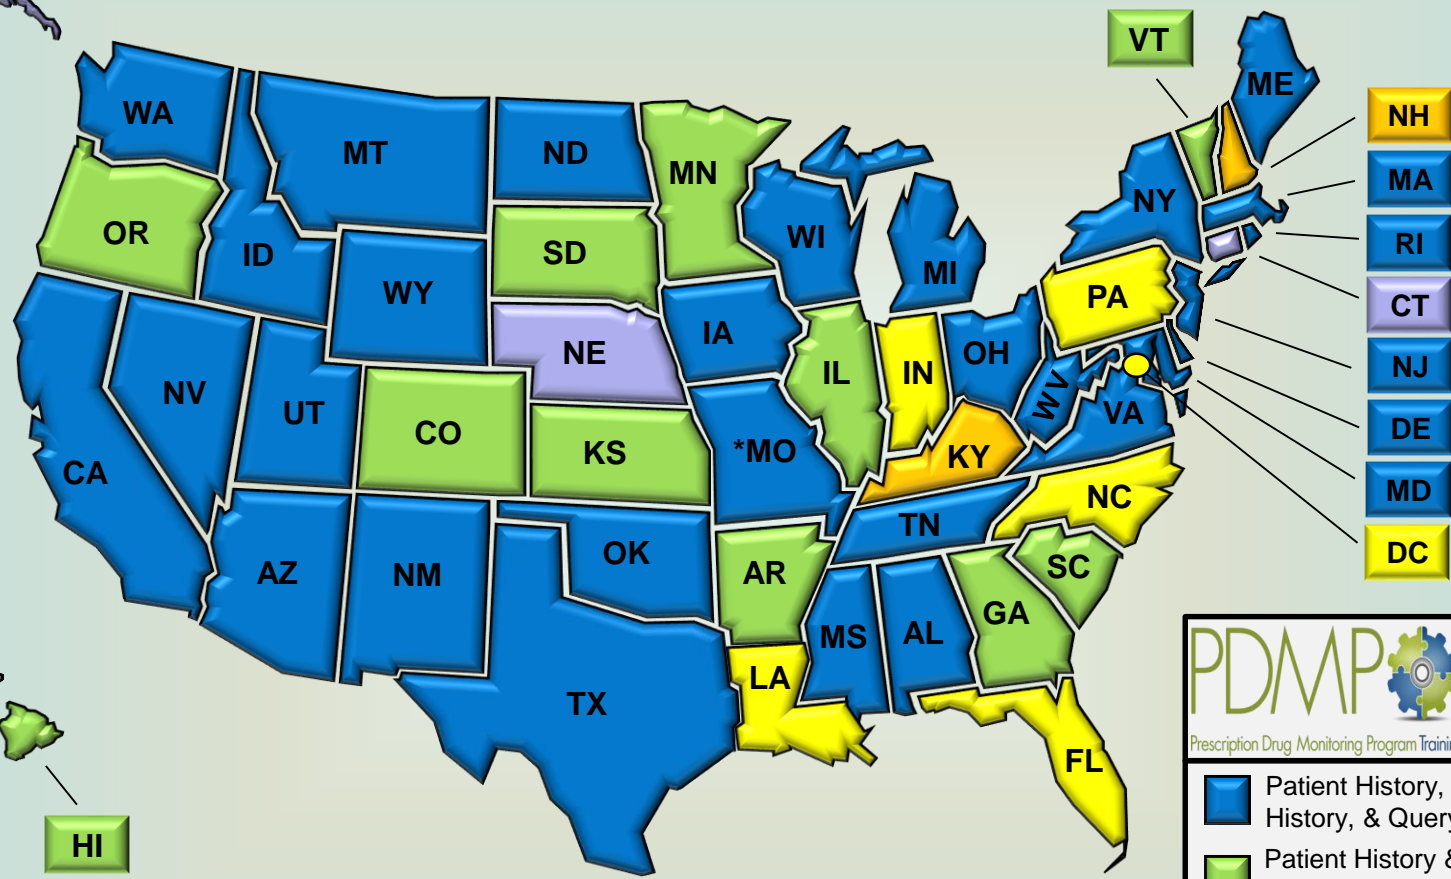 VT
ME
WA
MT
ND
MN
NH
OR
ID
SD
WI
NY
MA
WY
MI
RI
NE
IA
PA
CT
NV
UT
CO
KS
IL
IN
OH
WV
VA
NJ
CA
*MO
KY
DE
NC
MD
AZ
NM
OK
AR
TN
SC
DC
TX
LA
MS
AL
GA
FL
HI
PDMP
Prescription Drug Monitoring Program
Patient History,
History, & Query
Patient History &